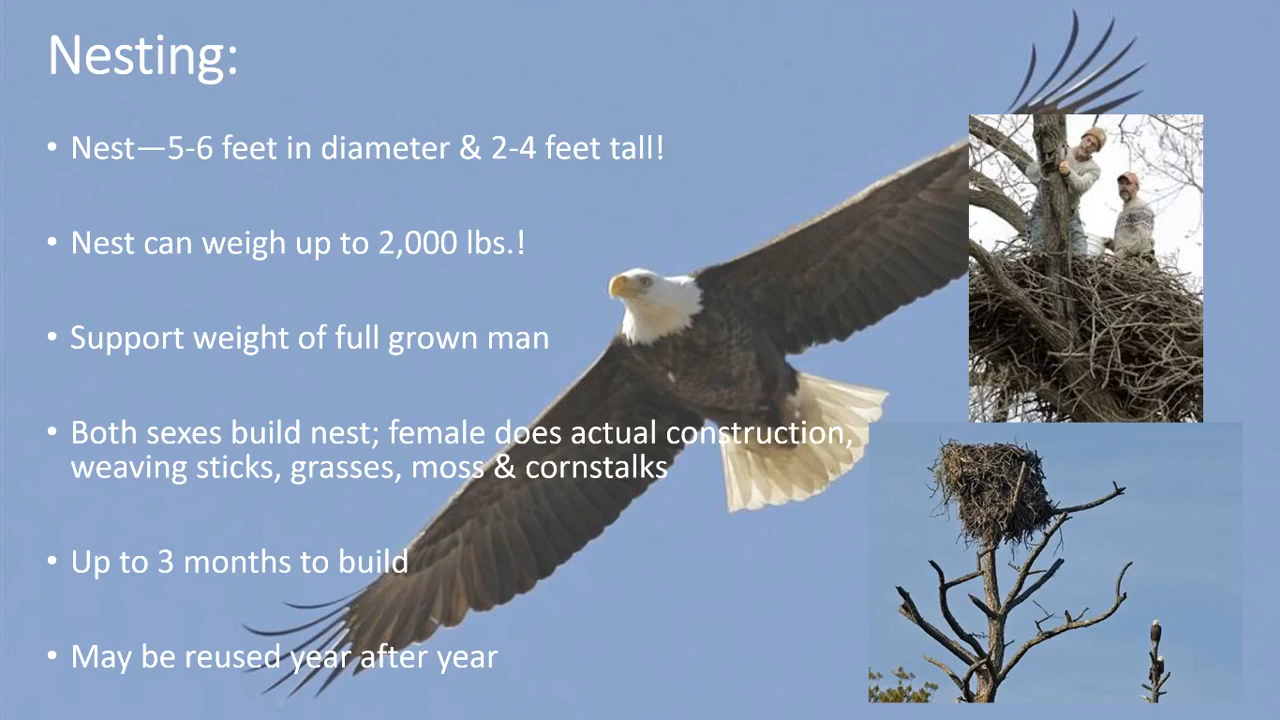 Nesting:
• Nest—5-6 feet in diameter & 2-4 feet tall!
• Nest can weigh up to 2,000 lbs.!
• Support weight of full grown man
• Both sexes build nest; female does actual construction,
weaving sticks, grasses, moss & cornstalks
• Up to 3 months to build
• May be reused year after year